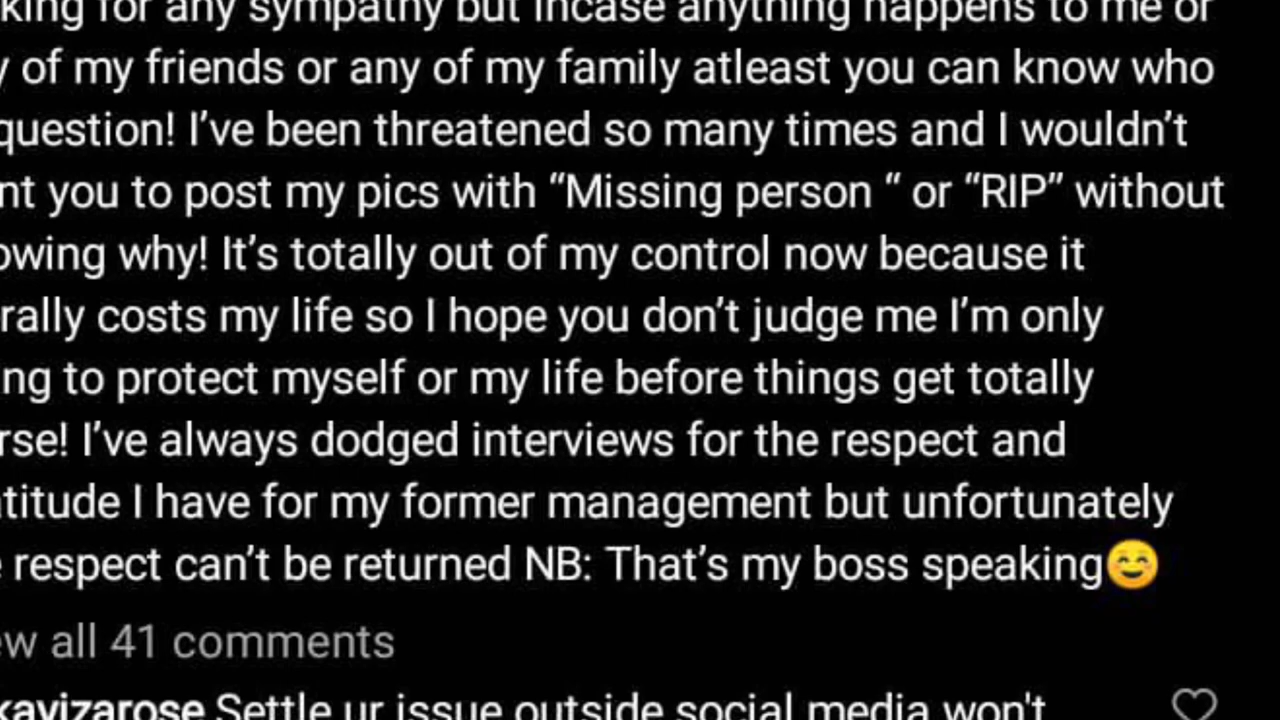 king for any sympathy but incase anything happens to me or
y of my friends or any of my family atleast you can know who
question! I’ve been threatened so many times and I wouldn’t
nt you to post my pics with “Missing person “ or “RIP” without
owing why! It’s totally out of my control now because it
rally costs my life so I hope you don’t judge me I’m only
ng to protect myself or my life before things get totally
rse! I’ve always dodged interviews for the respect and
titude I have for my former management but unfortunately
e respect can’t be returned NB: That’s my boss speaking😊
ew all 41 comments
kavizarose Settle ur issue outside social media won't